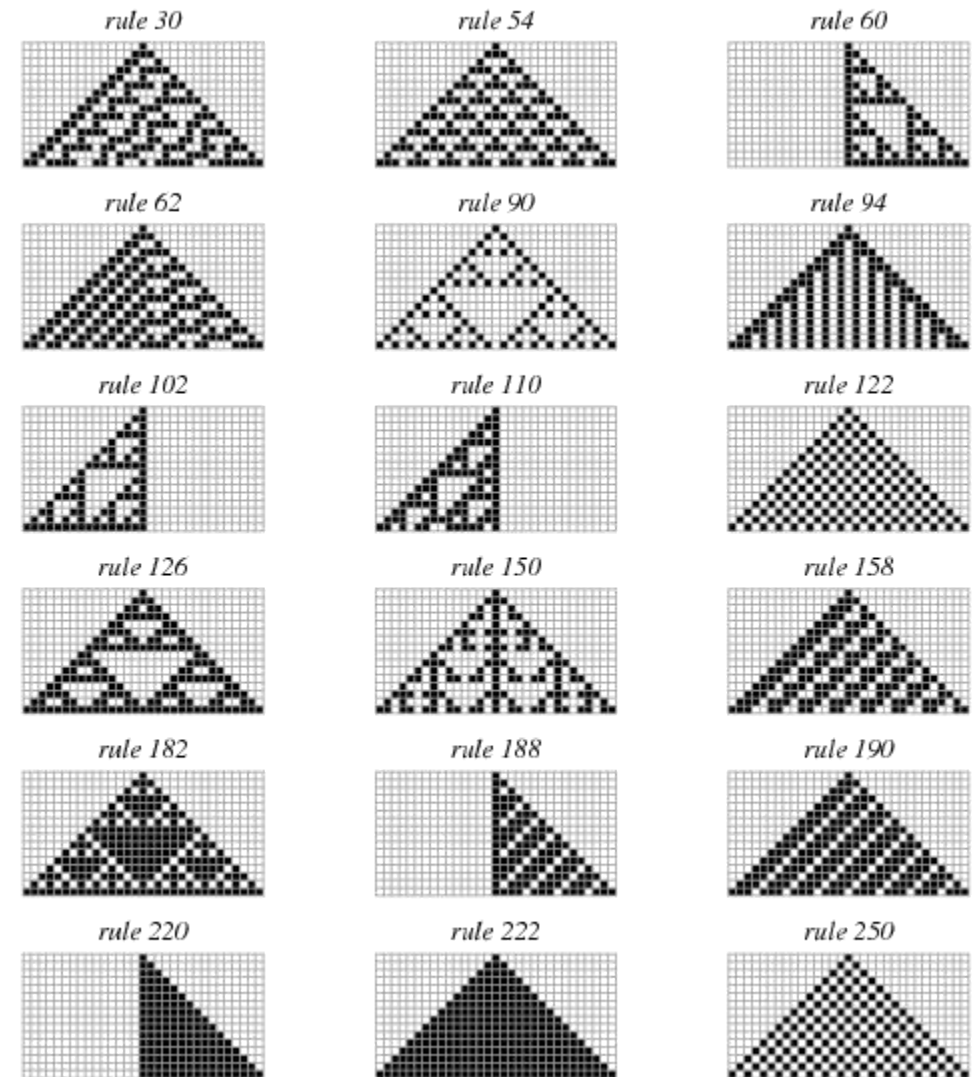 rule 30 rule 54 rule 60
rule 62 rule 90 rule 94
rule 102 rule 110 rule 122
rule 126 rule 150 rule 158
rule 182 rule 188 rule 190
rule 220 rule 222 rule 250